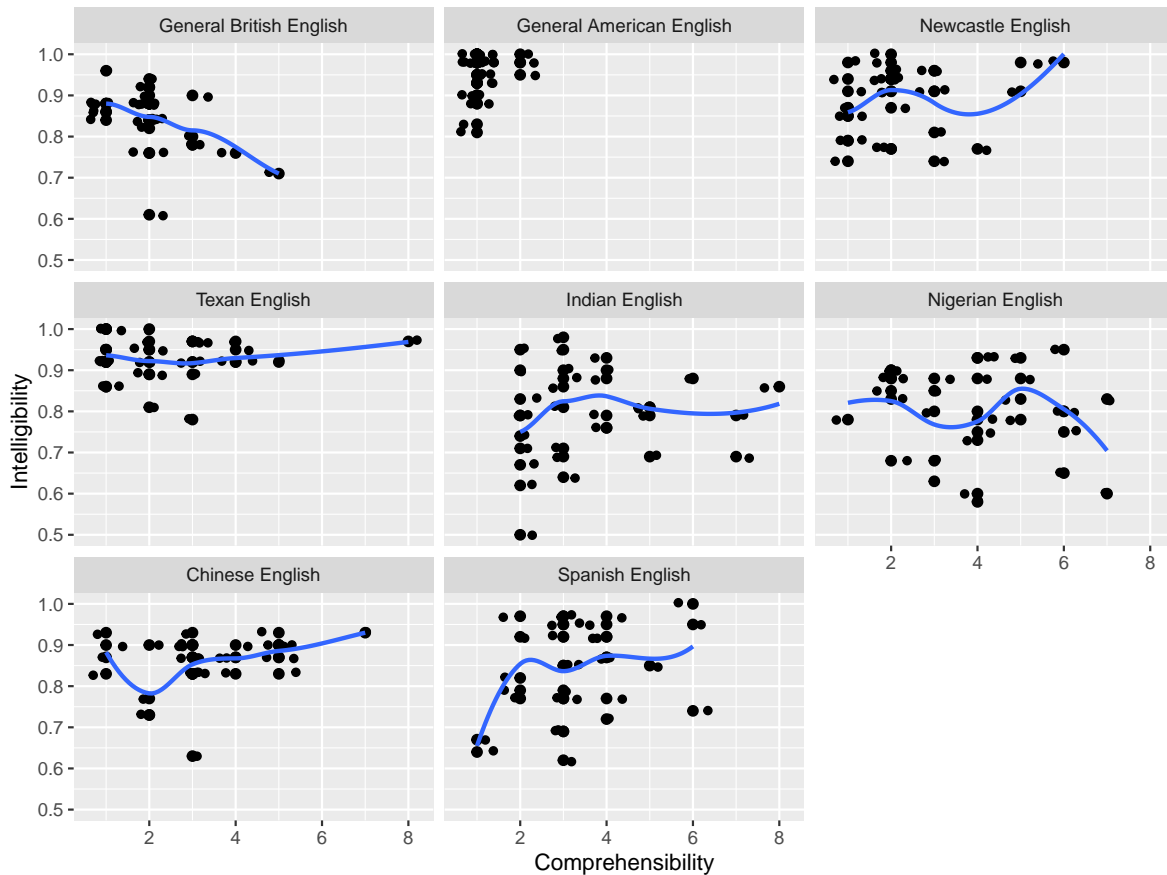 General British English
General American English
Newcastle English
1.0
0.9
0.8
0.7
0.6
0.5
Texan English
Indian English
Nigerian English
1.0
0.9
0.8
0.7
0.6
0.5
2 4 6 8
Chinese English
Spanish English
1.0
0.9
0.8
0.7
0.6
0.5
2 4 6 8
2 4 6 8
Intelligibility
Comprehensibility